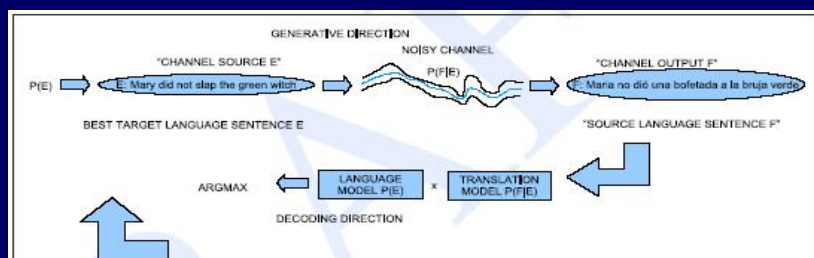 GENERATIVE DIRECTION
NOISY CHANNEL
"CHANNEL SOURCE E"
P(F|E)
"CHANNEL OUTPUT F"
P(E)
E: Mary did not slap the green witch
F: Maria no dió una bofetada a la bruja verde
BEST TARGET LANGUAGE SENTENCE E
"SOURCE LANGUAGE SENTENCE F"
ARGMAX
LANGUAGE
MODEL P(E)
x
TRANSLATION
MODEL P(F|E)
DECODING DIRECTION